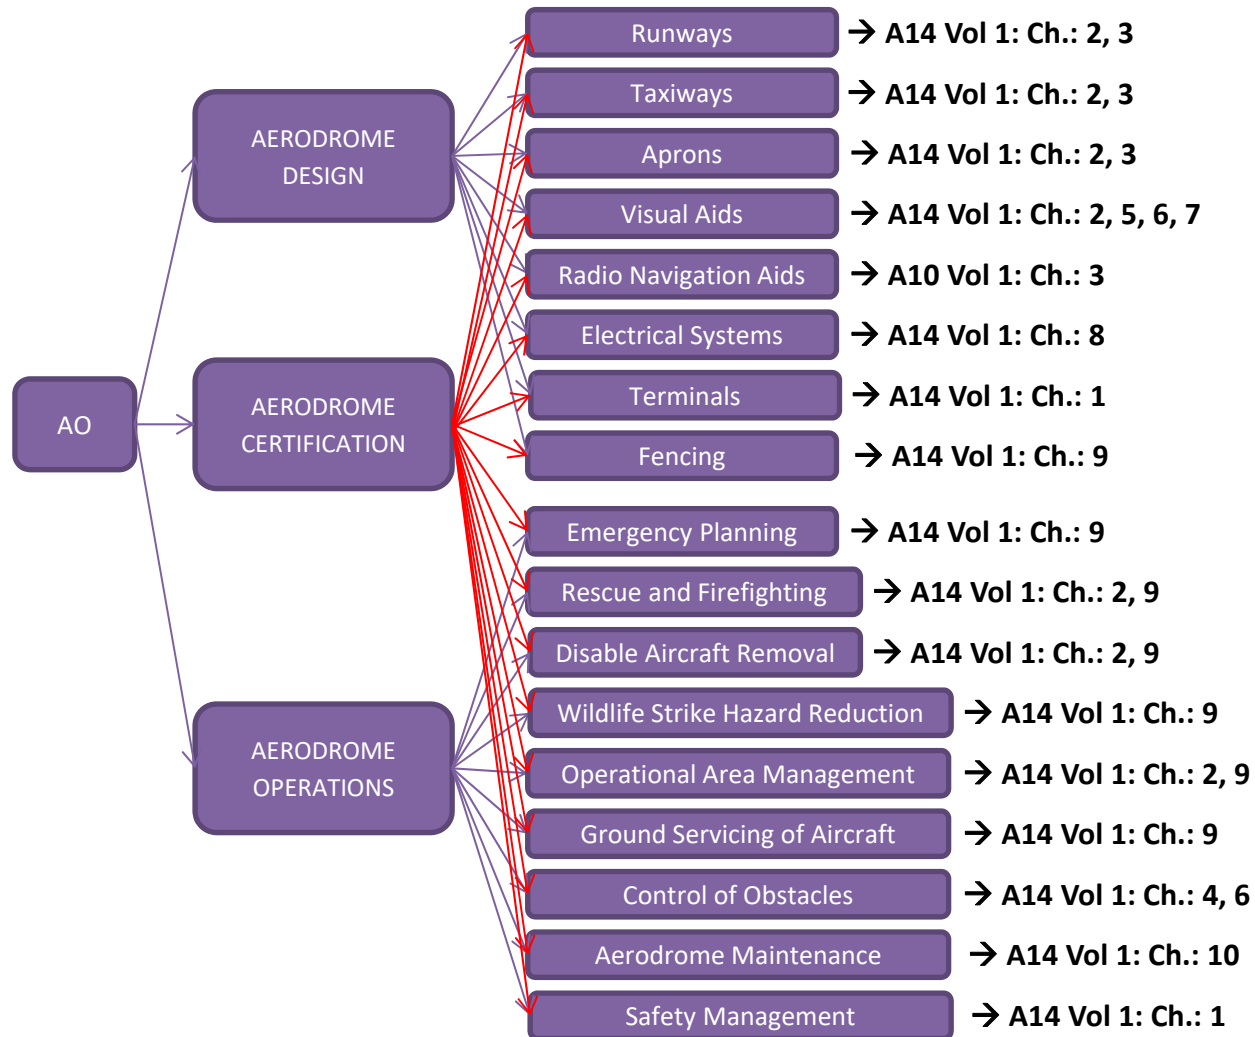 Runways → A14 Vol 1: Ch.: 2, 3
Taxiways → A14 Vol 1: Ch.: 2, 3
AERODROME
DESIGN
Aprons → A14 Vol 1: Ch.: 2, 3
Visual Aids → A14 Vol 1: Ch.: 2, 5, 6, 7
Radio Navigation Aids → A10 Vol 1: Ch.: 3
Electrical Systems → A14 Vol 1: Ch.: 8
AO
AERODROME
CERTIFICATION
Terminals → A14 Vol 1: Ch.: 1
Fencing → A14 Vol 1: Ch.: 9
Emergency Planning → A14 Vol 1: Ch.: 9
Rescue and Firefighting → A14 Vol 1: Ch.: 2, 9
Disable Aircraft Removal → A14 Vol 1: Ch.: 2, 9
Wildlife Strike Hazard Reduction → A14 Vol 1: Ch.: 9
AERODROME
OPERATIONS
Operational Area Management → A14 Vol 1: Ch.: 2, 9
Ground Servicing of Aircraft → A14 Vol 1: Ch.: 9
Control of Obstacles → A14 Vol 1: Ch.: 4, 6
Aerodrome Maintenance → A14 Vol 1: Ch.: 10
Safety Management → A14 Vol 1: Ch.: 1